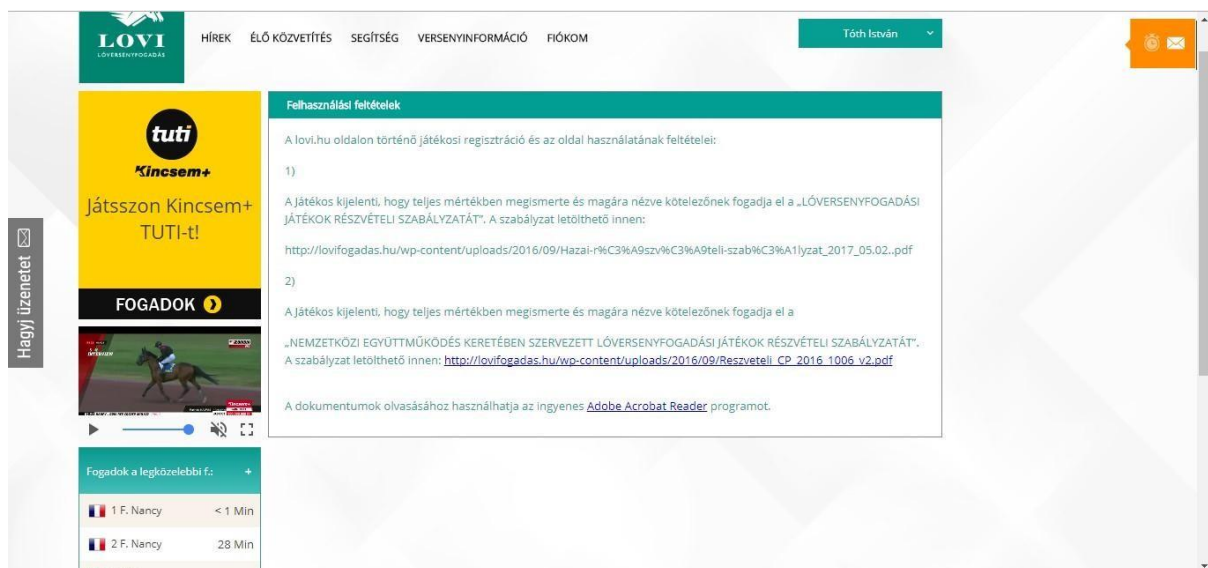 LOVI
LÓVERSENYFOGADÁS
HÍREK ÉLŐ KÖZVETÍTÉS SEGÍTSÉG VERSENYINFORMÁCIÓ FIÓKOM
Tóth István
Hagyj üzenetet
tuti
Kincsem+
Játsszon Kincsem+
TUTI-t!
FOGADOK
Fogadok a legközelebbi f.: +
1 F. Nancy < 1 Min
2 F. Nancy 28 Min
Felhasználási feltételek
A lovi.hu oldalon történő játékosi regisztráció és az oldal használatának feltételei:
1)
A Játékos kijelenti, hogy teljes mértékben megismerte és magára nézve kötelezőnek fogadja el a „LÓVERSENYFOGADÁSI
JÁTÉKOK RÉSZVÉTELI SZABÁLYZATÁT”. A szabályzat letölthető innen:
http://lovifogadas.hu/wp-content/uploads/2016/09/Hazai-r%C3%A9szv%C3%A9teli-szab%C3%A1lyzat_2017_05.02..pdf
2)
A Játékos kijelenti, hogy teljes mértékben megismerte és magára nézve kötelezőnek fogadja el a
„NEMZETKÖZI EGYÜTTMŰKÖDÉS KERETÉBEN SZERVEZETT LÓVERSENYFOGADÁSI JÁTÉKOK RÉSZVÉTELI SZABÁLYZATÁT”.
A szabályzat letölthető innen: http://lovifogadas.hu/wp-content/uploads/2016/09/Reszveteli_CP_2016_1006_v2.pdf
A dokumentumok olvasásához használhatja az ingyenes Adobe Acrobat Reader programot.